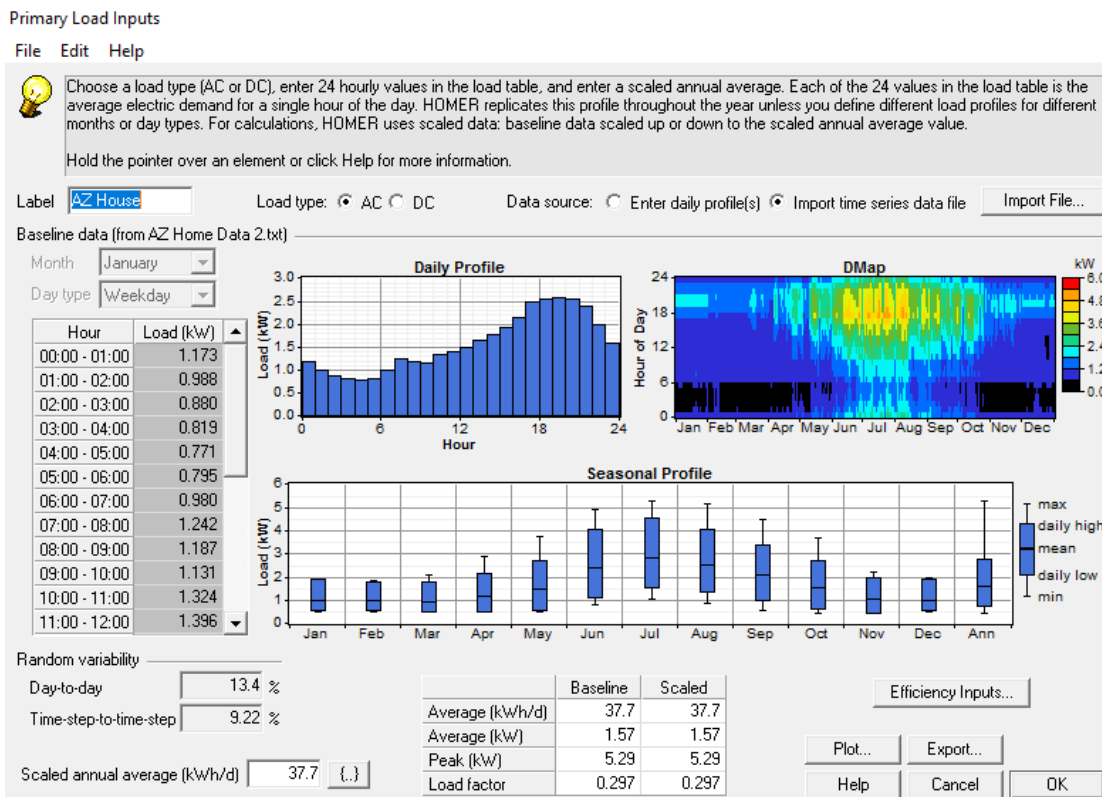 Primary Load Inputs
File Edit Help
Choose a load type (AC or DC), enter 24 hourly values in the load table, and enter a scaled annual average. Each of the 24 values in the load table is the
average electric demand for a single hour of the day. HOMER replicates this profile throughout the year unless you define different load profiles for different
months or day types. For calculations, HOMER uses scaled data: baseline data scaled up or down to the scaled annual average value.
Hold the pointer over an element or click Help for more information.
Label AZ House Load type: AC DC Data source: Enter daily profile(s) Import time series data file Import File...
Baseline data (from AZ Home Data 2.txt)
Month January
Day type Weekday
Hour Load (kW)
00:00 - 01:00 1.173
01:00 - 02:00 0.988
02:00 - 03:00 0.880
03:00 - 04:00 0.819
04:00 - 05:00 0.771
05:00 - 06:00 0.795
06:00 - 07:00 0.980
07:00 - 08:00 1.242
08:00 - 09:00 1.187
09:00 - 10:00 1.131
10:00 - 11:00 1.324
11:00 - 12:00 1.396
Daily Profile
Load (kW)
3.0
2.5
2.0
1.5
1.0
0.5
0.0
0 6 12 18 24
Hour
DMap
Hour of Day
24
18
12
6
0
Jan Feb Mar Apr May Jun Jul Aug Sep Oct Nov Dec
kW
6.0
4.8
3.6
2.4
1.2
0.0
Seasonal Profile
Load (kW)
6
5
4
3
2
1
0
Jan Feb Mar Apr May Jun Jul Aug Sep Oct Nov Dec Ann
max
daily high
mean
daily low
min
Random variability
Day-to-day 13.4 %
Time-step-to-time-step 9.22 %
Scaled annual average (kWh/d) 37.7 {..}
Baseline Scaled
Average (kWh/d) 37.7 37.7
Average (kW) 1.57 1.57
Peak (kW) 5.29 5.29
Load factor 0.297 0.297
Efficiency Inputs...
Plot... Export...
Help Cancel OK